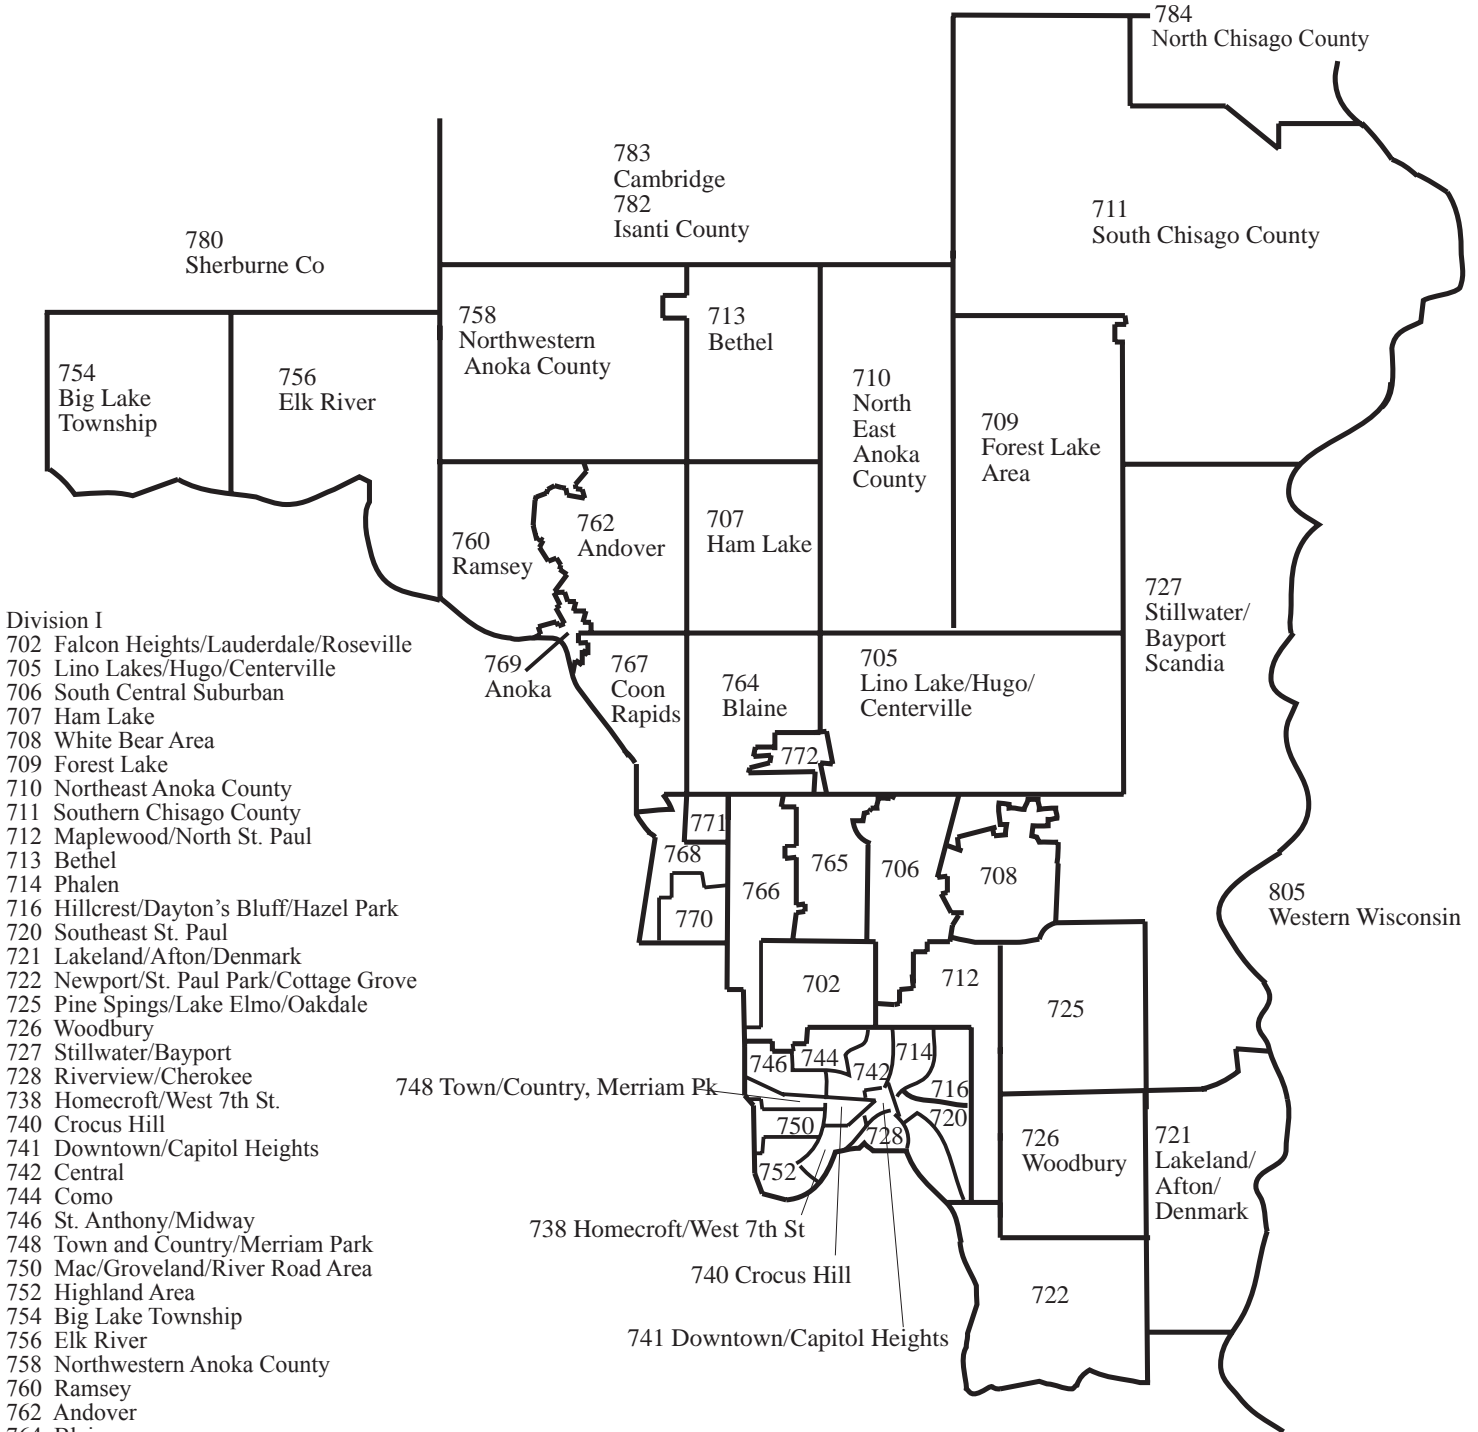 784
North Chisago County
783
Cambridge
782
Isanti County
711
South Chisago County
780
Sherburne Co
758
Northwestern
Anoka County
713
Bethel
754
Big Lake
Township
756
Elk River
710
North
East
Anoka
County
709
Forest Lake
Area
760
Ramsey
762
Andover
707
Ham Lake
727
Stillwater/
Bayport
Scandia
769
Anoka
767
Coon
Rapids
764
Blaine
705
Lino Lake/Hugo/
Centerville
772
771
768
770
766
765
706
708
805
Western Wisconsin
702
712
725
746
744
742
714
716
720
748 Town/Country, Merriam Pk
750
728
752
726
Woodbury
721
Lakeland/
Afton/
Denmark
738 Homecroft/West 7th St
740 Crocus Hill
741 Downtown/Capitol Heights
722
Division I
702 Falcon Heights/Lauderdale/Roseville
705 Lino Lakes/Hugo/Centerville
706 South Central Suburban
707 Ham Lake
708 White Bear Area
709 Forest Lake
710 Northeast Anoka County
711 Southern Chisago County
712 Maplewood/North St. Paul
713 Bethel
714 Phalen
716 Hillcrest/Dayton's Bluff/Hazel Park
720 Southeast St. Paul
721 Lakeland/Afton/Denmark
722 Newport/St. Paul Park/Cottage Grove
725 Pine Spings/Lake Elmo/Oakdale
726 Woodbury
727 Stillwater/Bayport
728 Riverview/Cherokee
738 Homecroft/West 7th St.
740 Crocus Hill
741 Downtown/Capitol Heights
742 Central
744 Como
746 St. Anthony/Midway
748 Town and Country/Merriam Park
750 Mac/Groveland/River Road Area
752 Highland Area
754 Big Lake Township
756 Elk River
758 Northwestern Anoka County
760 Ramsey
762 Andover